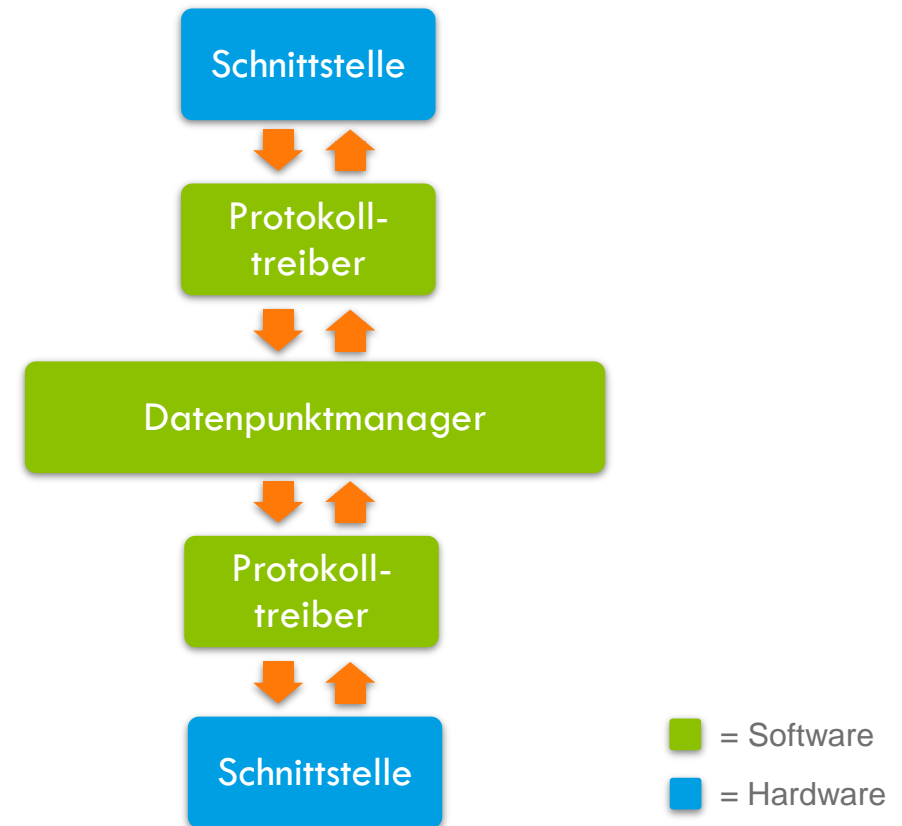 Schnittstelle
Protokoll-
treiber
Datenpunktmanager
Protokoll-
treiber
Schnittstelle
= Software
= Hardware